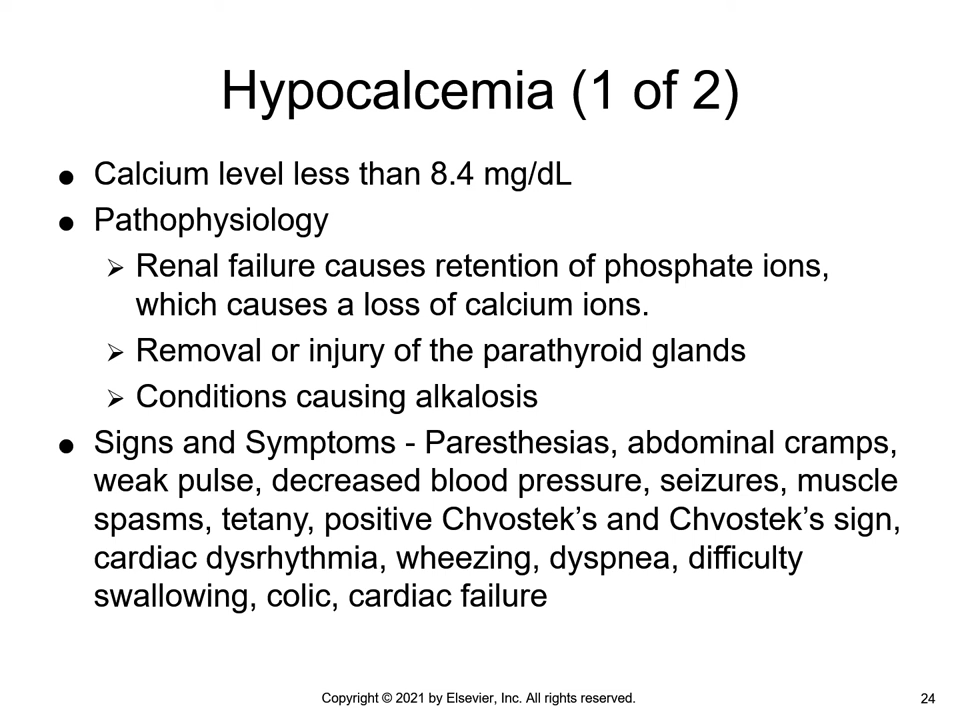 Hypocalcemia (1 of 2)
● Calcium level less than 8.4 mg/dL
● Pathophysiology
➢ Renal failure causes retention of phosphate ions,
which causes a loss of calcium ions.
➢ Removal or injury of the parathyroid glands
➢ Conditions causing alkalosis
● Signs and Symptoms - Paresthesias, abdominal cramps,
weak pulse, decreased blood pressure, seizures, muscle
spasms, tetany, positive Chvostek’s and Chvostek’s sign,
cardiac dysrhythmia, wheezing, dyspnea, difficulty
swallowing, colic, cardiac failure
Copyright © 2021 by Elsevier, Inc. All rights reserved.
24